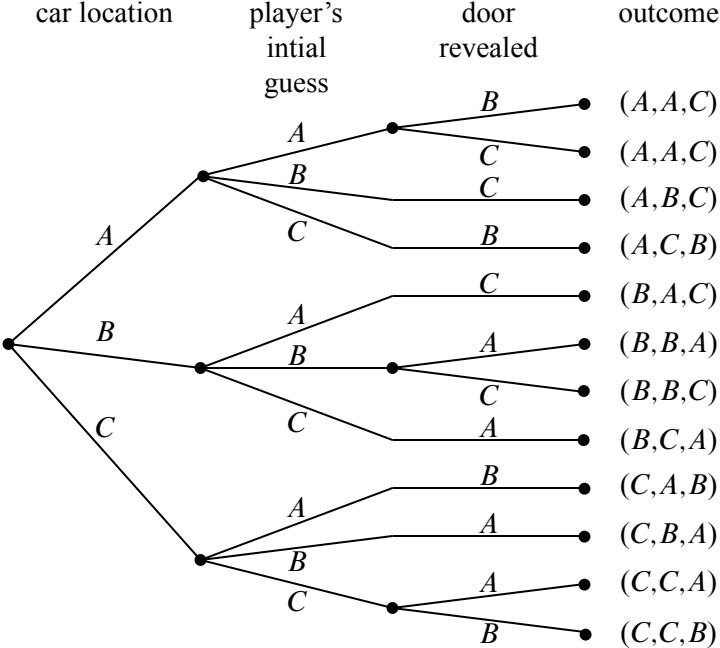 car location player’s door outcome
intial revealed
guess
B (A,A,C)
A
C (A,A,C)
B C (A,B,C)
A C B (A,C,B)
C (B,A,C)
A
B B A (B,B,A)
C (B,B,C)
C C A (B,C,A)
B (C,A,B)
A A (C,B,A)
B
C A (C,C,A)
B (C,C,B)